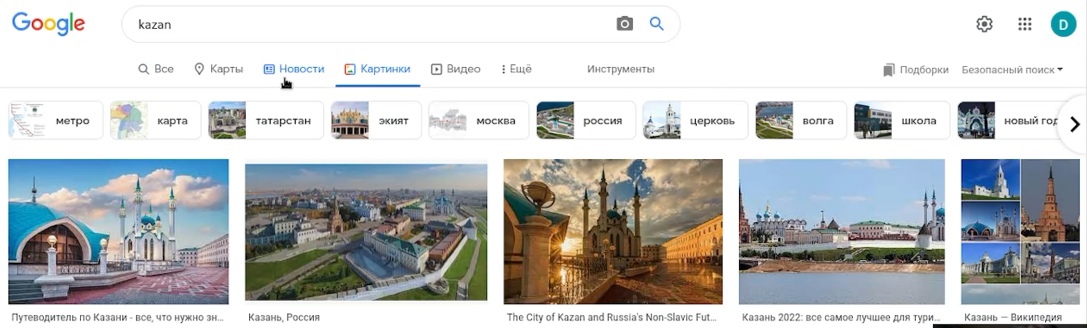 Google
kazan
D
Все
Карты
Новости
Картинки
Видео
Ещё
Инструменты
Подборки
Безопасный поиск
метро
карта
татарстан
экият
москва
россия
церковь
волга
школа
новый год
Путеводитель по Казани - все, что нужно зн...
Казань, Россия
The City of Kazan and Russia's Non-Slavic Fut...
Казань 2022: все самое лучшее для тури...
Казань — Википедия